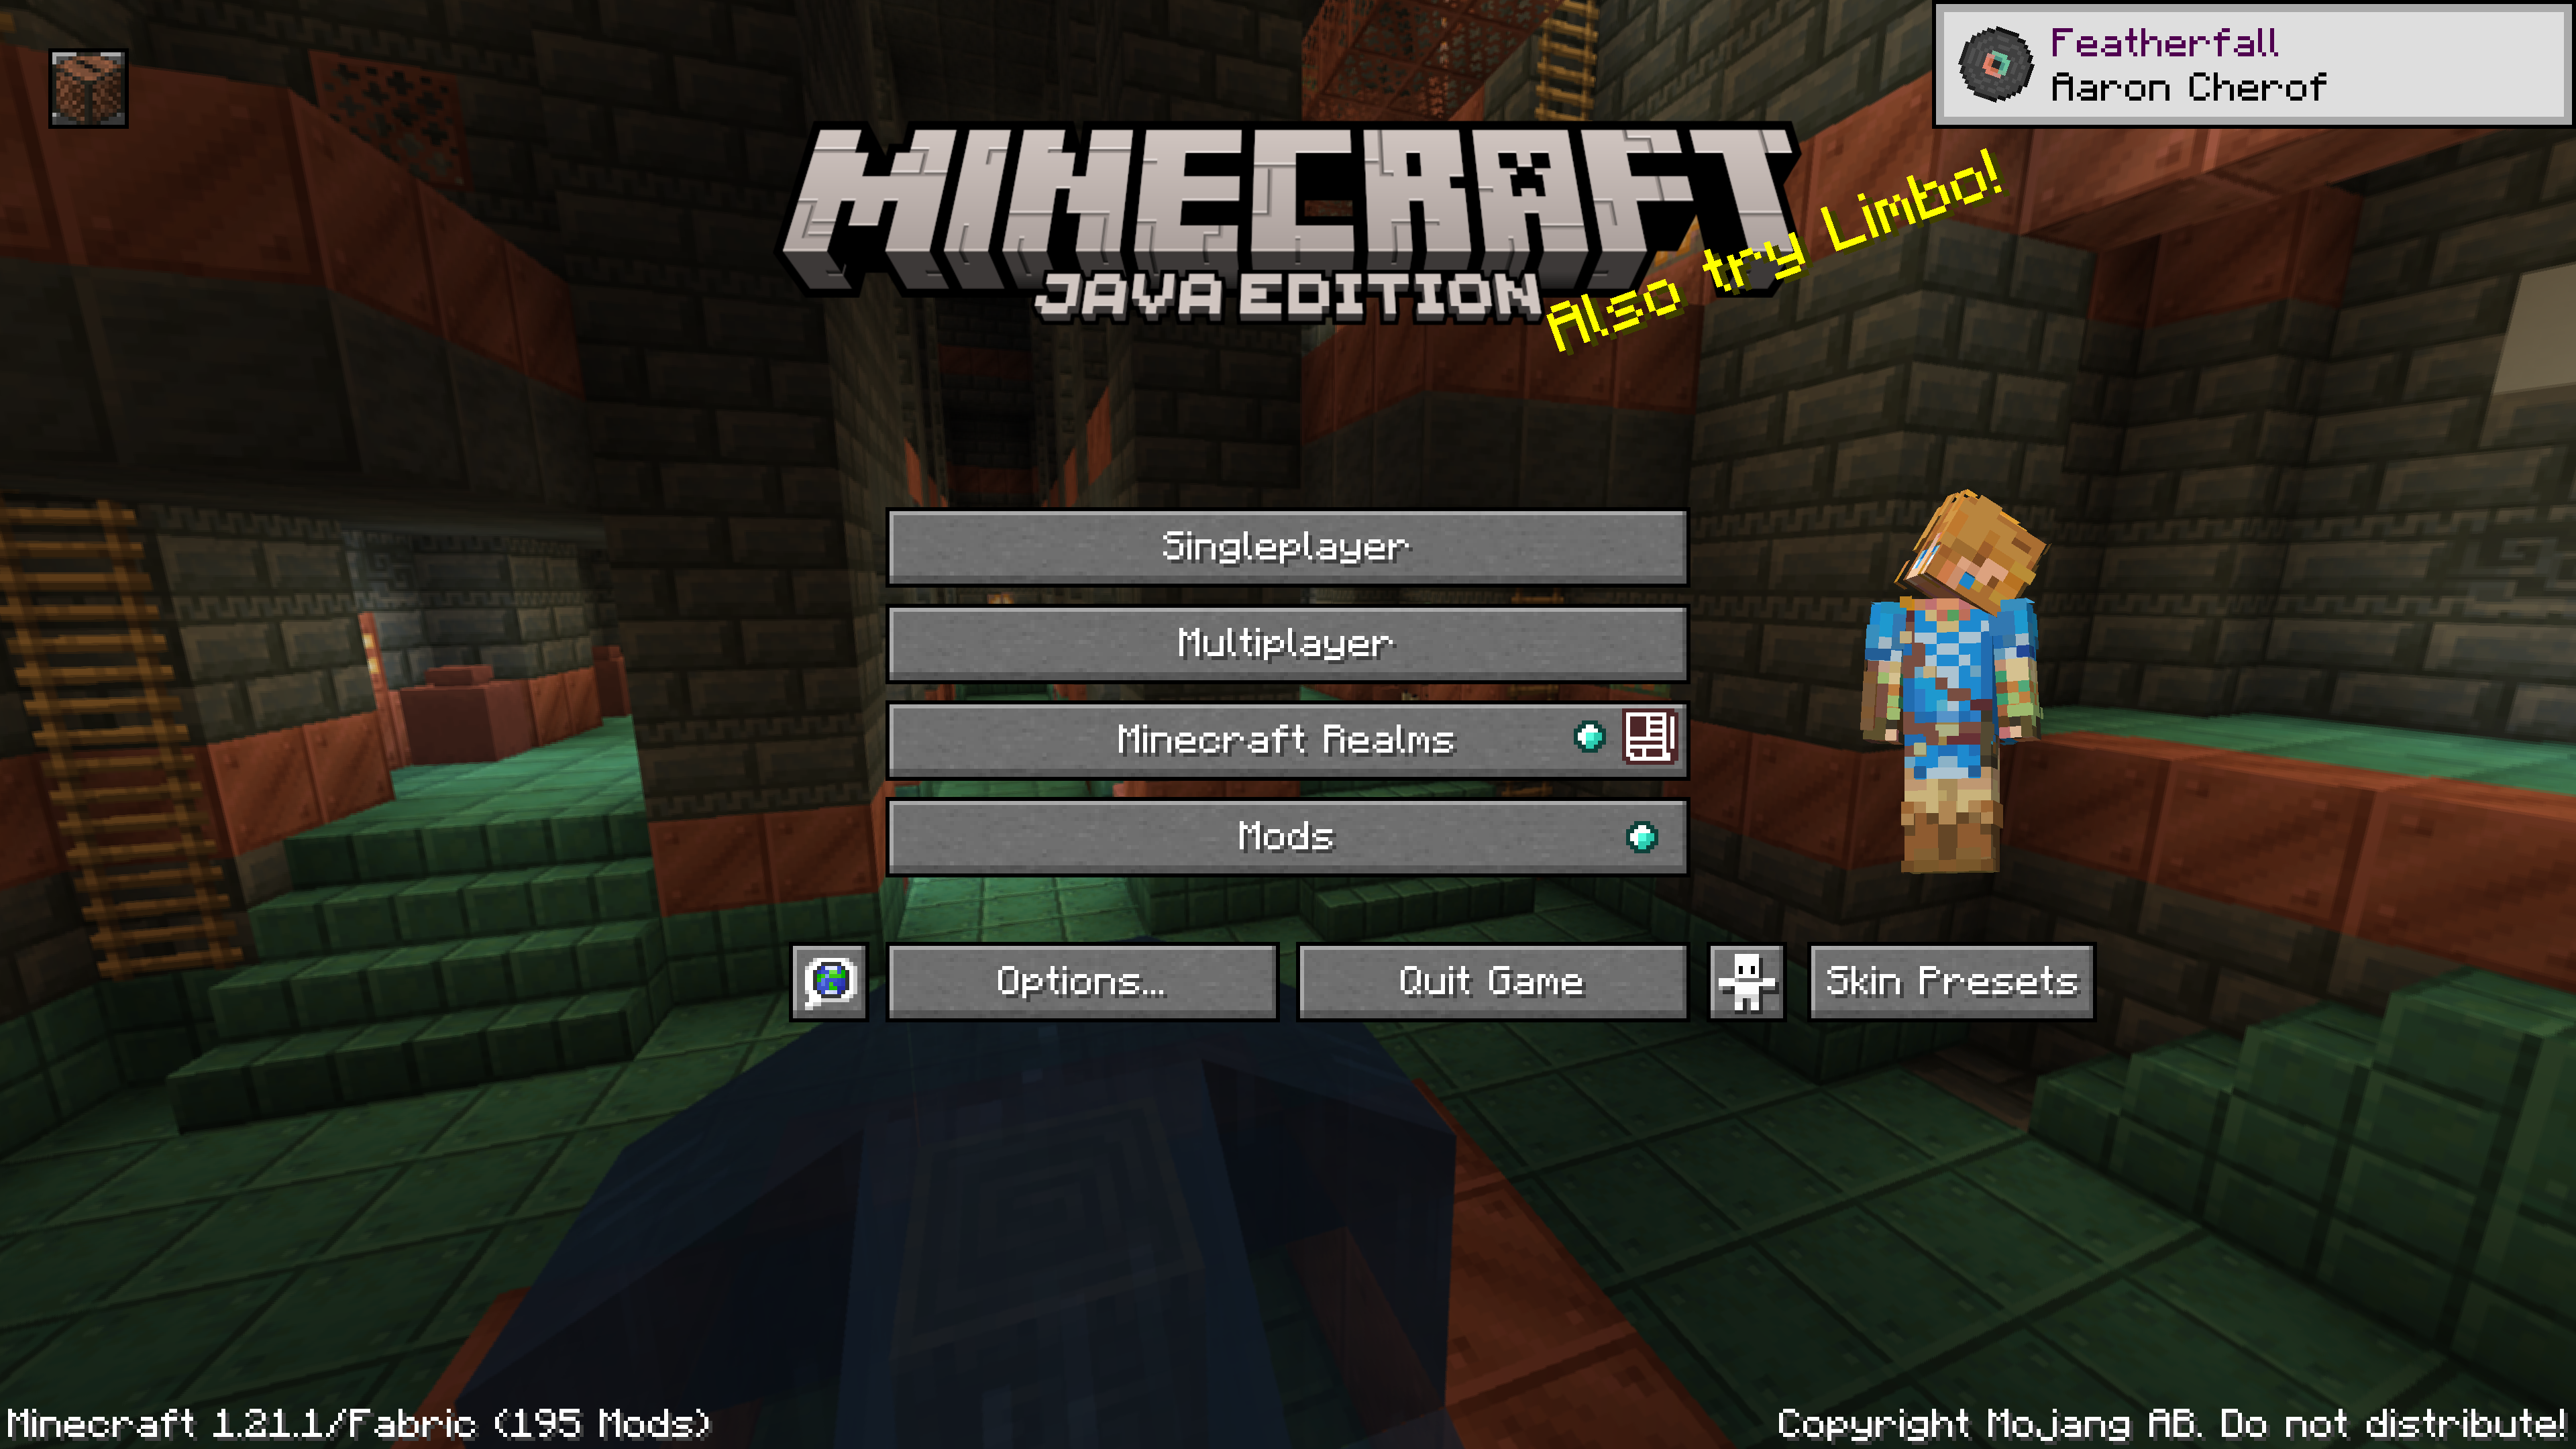 Featherfall
Aaron Cherof
MINECRAFT
JAVA EDITION
Also try Limbo!
Singleplayer
Multiplayer
Minecraft Realms
Mods
Options...
Quit Game
Skin Presets
Minecraft 1.21.1/Fabric (195 Mods)
Copyright Mojang AB. Do not distribute!